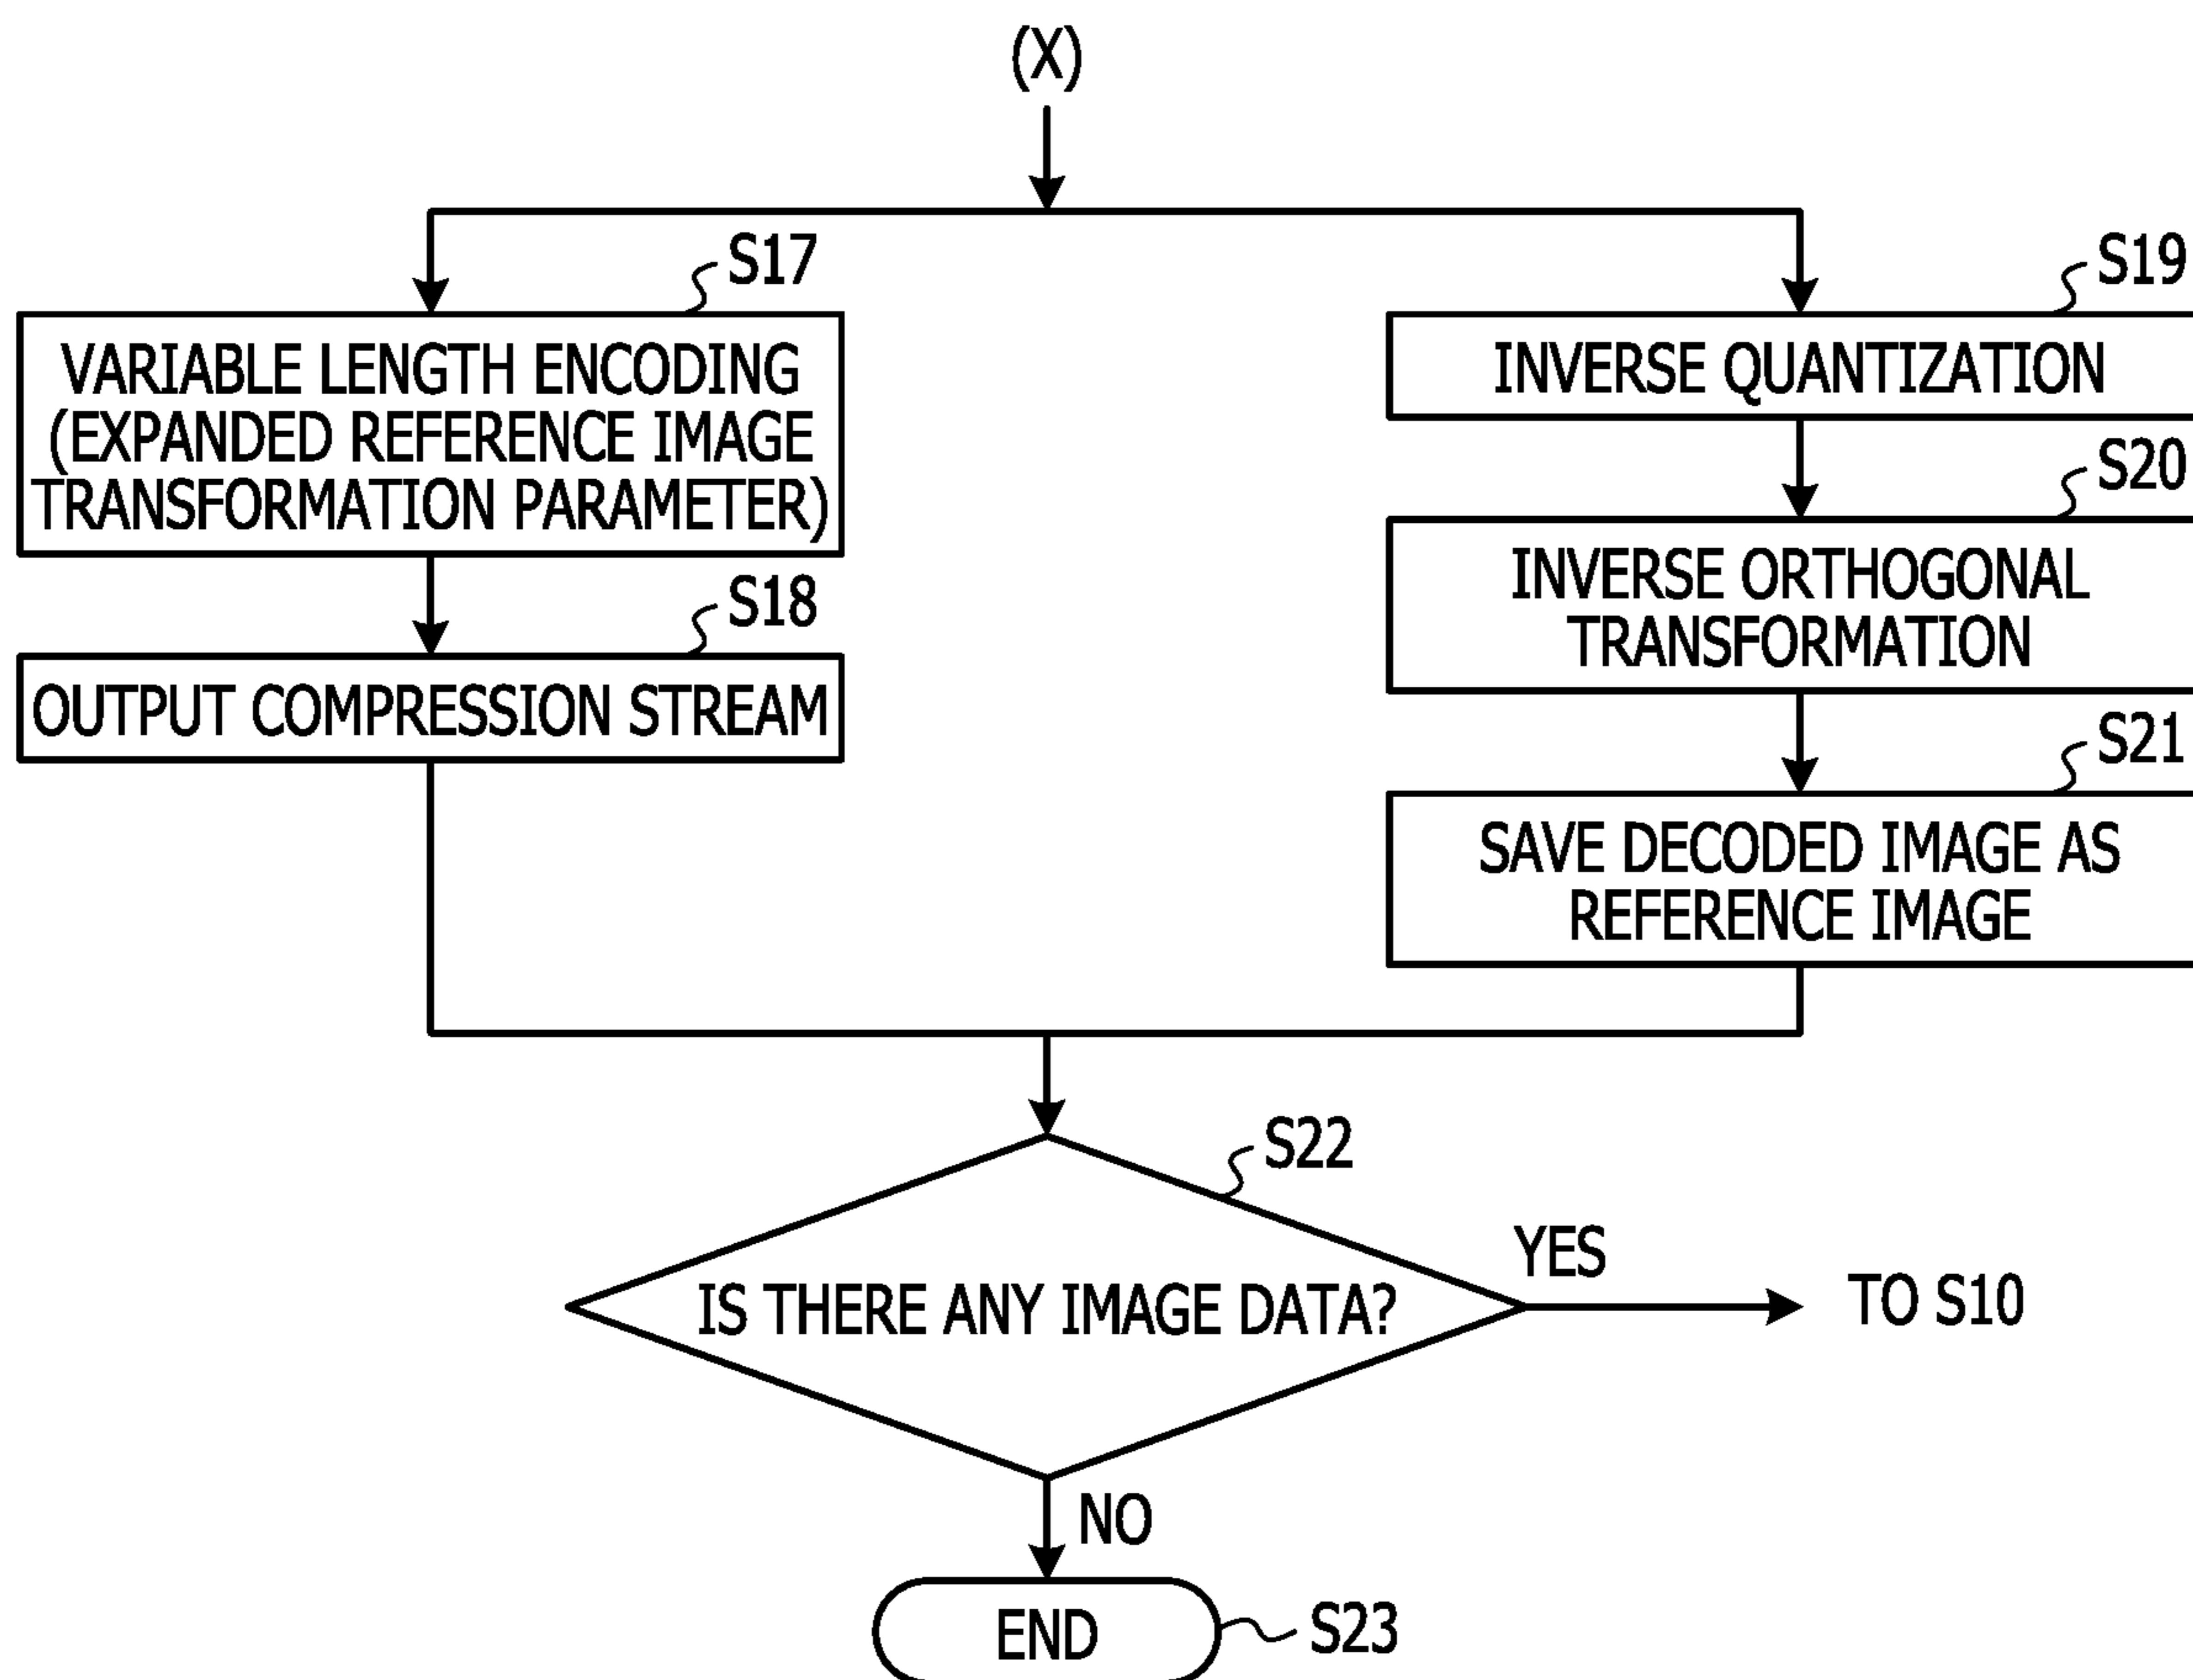 (X)
S17
VARIABLE LENGTH ENCODING
(EXPANDED REFERENCE IMAGE
TRANSFORMATION PARAMETER)
S18
OUTPUT COMPRESSION STREAM
S19
INVERSE QUANTIZATION
S20
INVERSE ORTHOGONAL
TRANSFORMATION
S21
SAVE DECODED IMAGE AS
REFERENCE IMAGE
S22
IS THERE ANY IMAGE DATA?
YES
TO S10
NO
END
S23